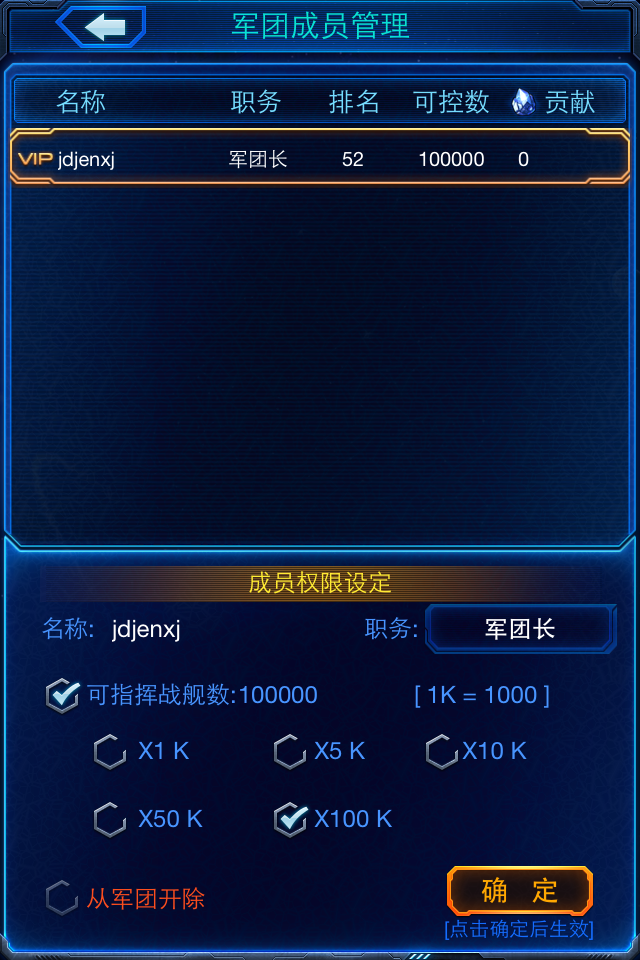 军团成员管理
名称 职务 排名 可控数 贡献
VIP jdjenxj 军团长 52 100000 0
成员权限设定
名称: jdjenxj 职务: 军团长
可指挥战舰数:100000 [ 1K = 1000 ]
X1 K X5 K X10 K
X50 K X100 K
从军团开除 确 定
[点击确定后生效]